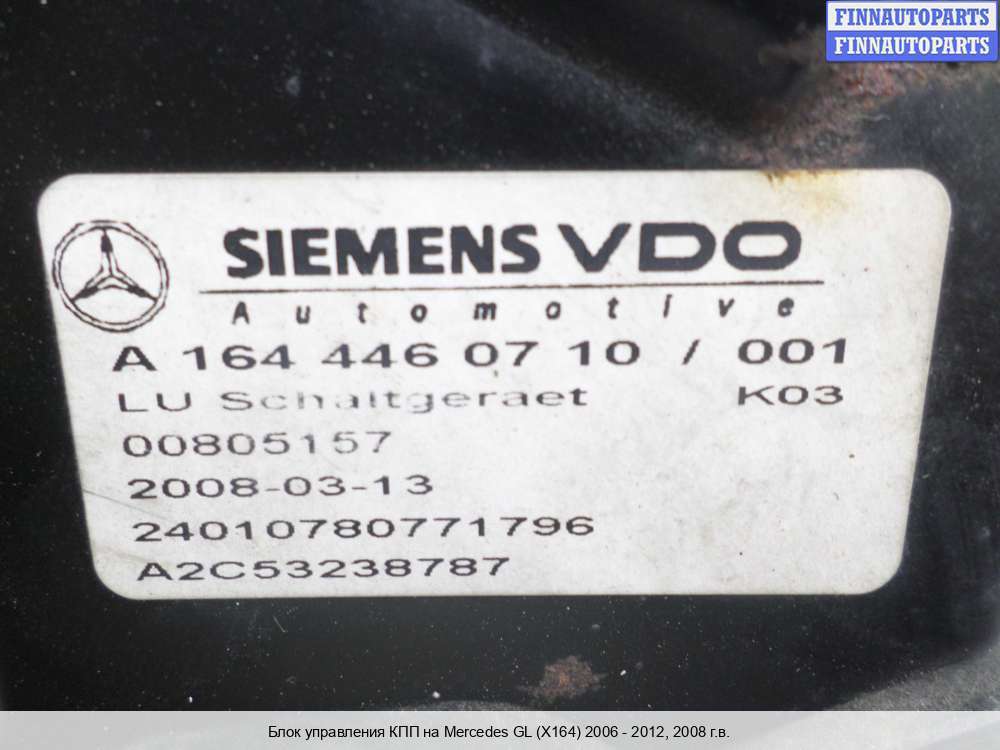 FINNAUTOPARTS
FINNAUTOPARTS
SIEMENS VDO
Automotive
A 164 446 07 10 / 001
LU Schaltgeraet K03
00805157
2008-03-13
24010780771796
A2C53238787
Блок управления КПП на Mercedes GL (X164) 2006 - 2012, 2008 г.в.